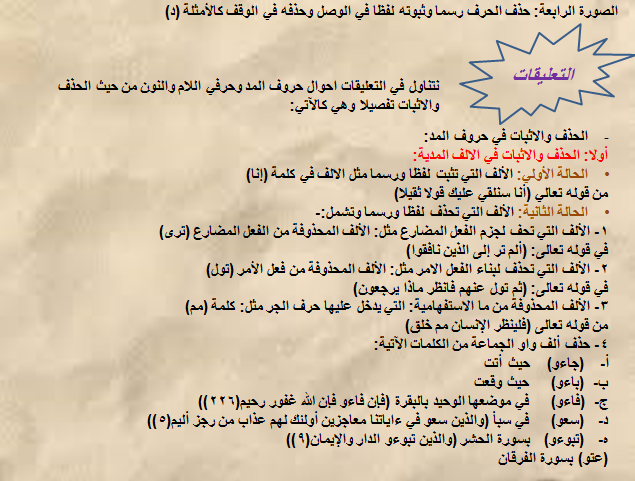 الصورة الرابعة: حذف الحرف رسما وثبوته لفظا في الوصل وحذفه في الوقف كالأمثلة (د)
التعليقات
نتناول في التعليقات احوال حروف المد وحرفي اللام والنون من حيث الحذف
والاثبات تفصيلا وهي كالآتي:
- الحذف والاثبات في حروف المد:
أولا: الحذف والاثبات في الالف المدية:
• الحالة الأولي: الألف التي تثبت لفظا ورسما مثل الالف في كلمة (إنا)
من قوله تعالي (أنا سنلقي عليك قولا ثقيلا)
• الحالة الثانية: الألف التي تحذف لفظا ورسما وتشمل:-
١- الألف التي تحف لجزم الفعل المضارع مثل: الألف المحذوفة من الفعل المضارع (ترى)
في قوله تعالى: (ألم تر إلى الذين نافقوا)
٢- الألف التي تحذف لبناء الفعل الامر مثل: الألف المحذوفة من فعل الأمر (تول)
في قوله تعالى: (ثم تول عنهم فانظر ماذا يرجعون)
٣- الألف المحذوفة من ما الاستفهامية: التي يدخل عليها حرف الجر مثل: كلمة (مم)
من قوله تعالى (فلينظر الإنسان مم خلق)
٤- حذف ألف واو الجماعة من الكلمات الآتية:
أ- (جاءو) حيث أتت
ب- (باءو) حيث وقعت
ج- (فاءو) في موضعها الوحيد بالبقرة (فإن فاءو فإن الله غفور رحيم(٢٢٦))
د- (سعو) في سبأ (والذين سعو في ءاياتنا معاجزين أولئك لهم عذاب من رجز أليم(٥))
ه- (تبوءو) بسورة الحشر (والذين تبوءو الدار والإيمان(٩))
(عتو) بسورة الفرقان